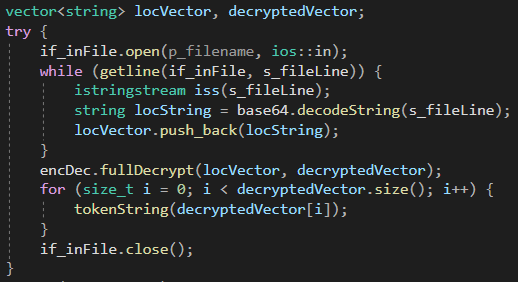 vector<string> locVector, decryptedVector;
try {
    if_inFile.open(p_filename, ios::in);
    while (getline(if_inFile, s_fileLine)) {
        istringstream iss(s_fileLine);
        string locString = base64.decodeString(s_fileLine);
        locVector.push_back(locString);
    }
    encDec.fullDecrypt(locVector, decryptedVector);
    for (size_t i = 0; i < decryptedVector.size(); i++) {
        tokenString(decryptedVector[i]);
    }
    if_inFile.close();
}